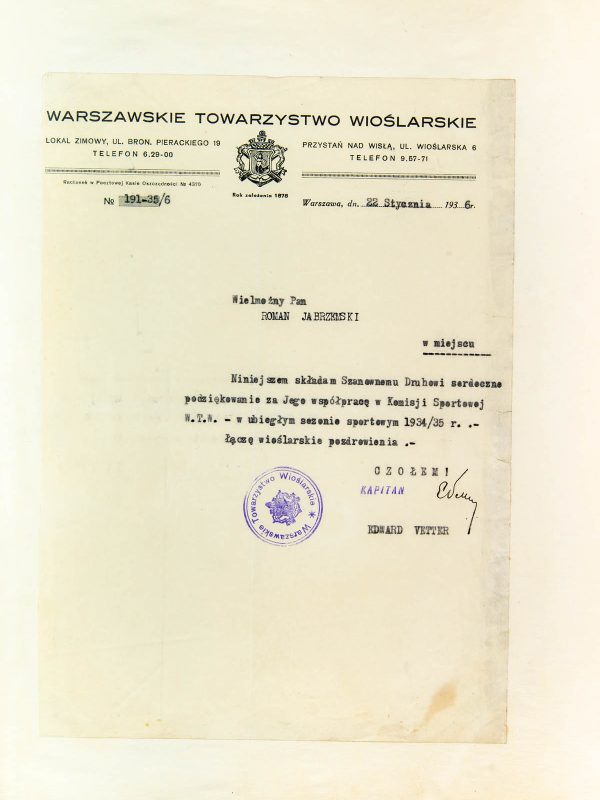 WARSZAWSKIE TOWARZYSTWO WIOŚLARSKIE
LOKAL ZIMOWY, UL. BRON. PIERACKIEGO 19
TELEFON 6.29-00
PRZYSTAŃ NAD WISŁĄ, UL. WIOŚLARSKA 6
TELEFON 9.57-71
Rachunek w Pocztowej Kasie Oszczędności № 4320
Rok założenia 1878
№ 191-35/6
Warszawa, dn. 22 Stycznia 1936r.
Wielmożny Pan
ROMAN JABRZEMSKI
w miejscu
Niniejszem składam Szanownemu Druhowi serdeczne
podziękowanie za Jego współpracę w Komisji Sportowej
W.T.W. - w ubiegłym sezonie sportowym 1934/35 r. .-
Łączę wioślarskie pozdrowienia .-
CZOŁEM!
KAPITAN
EDWARD VETTER
Warszawskie Towarzystwo Wioślarskie